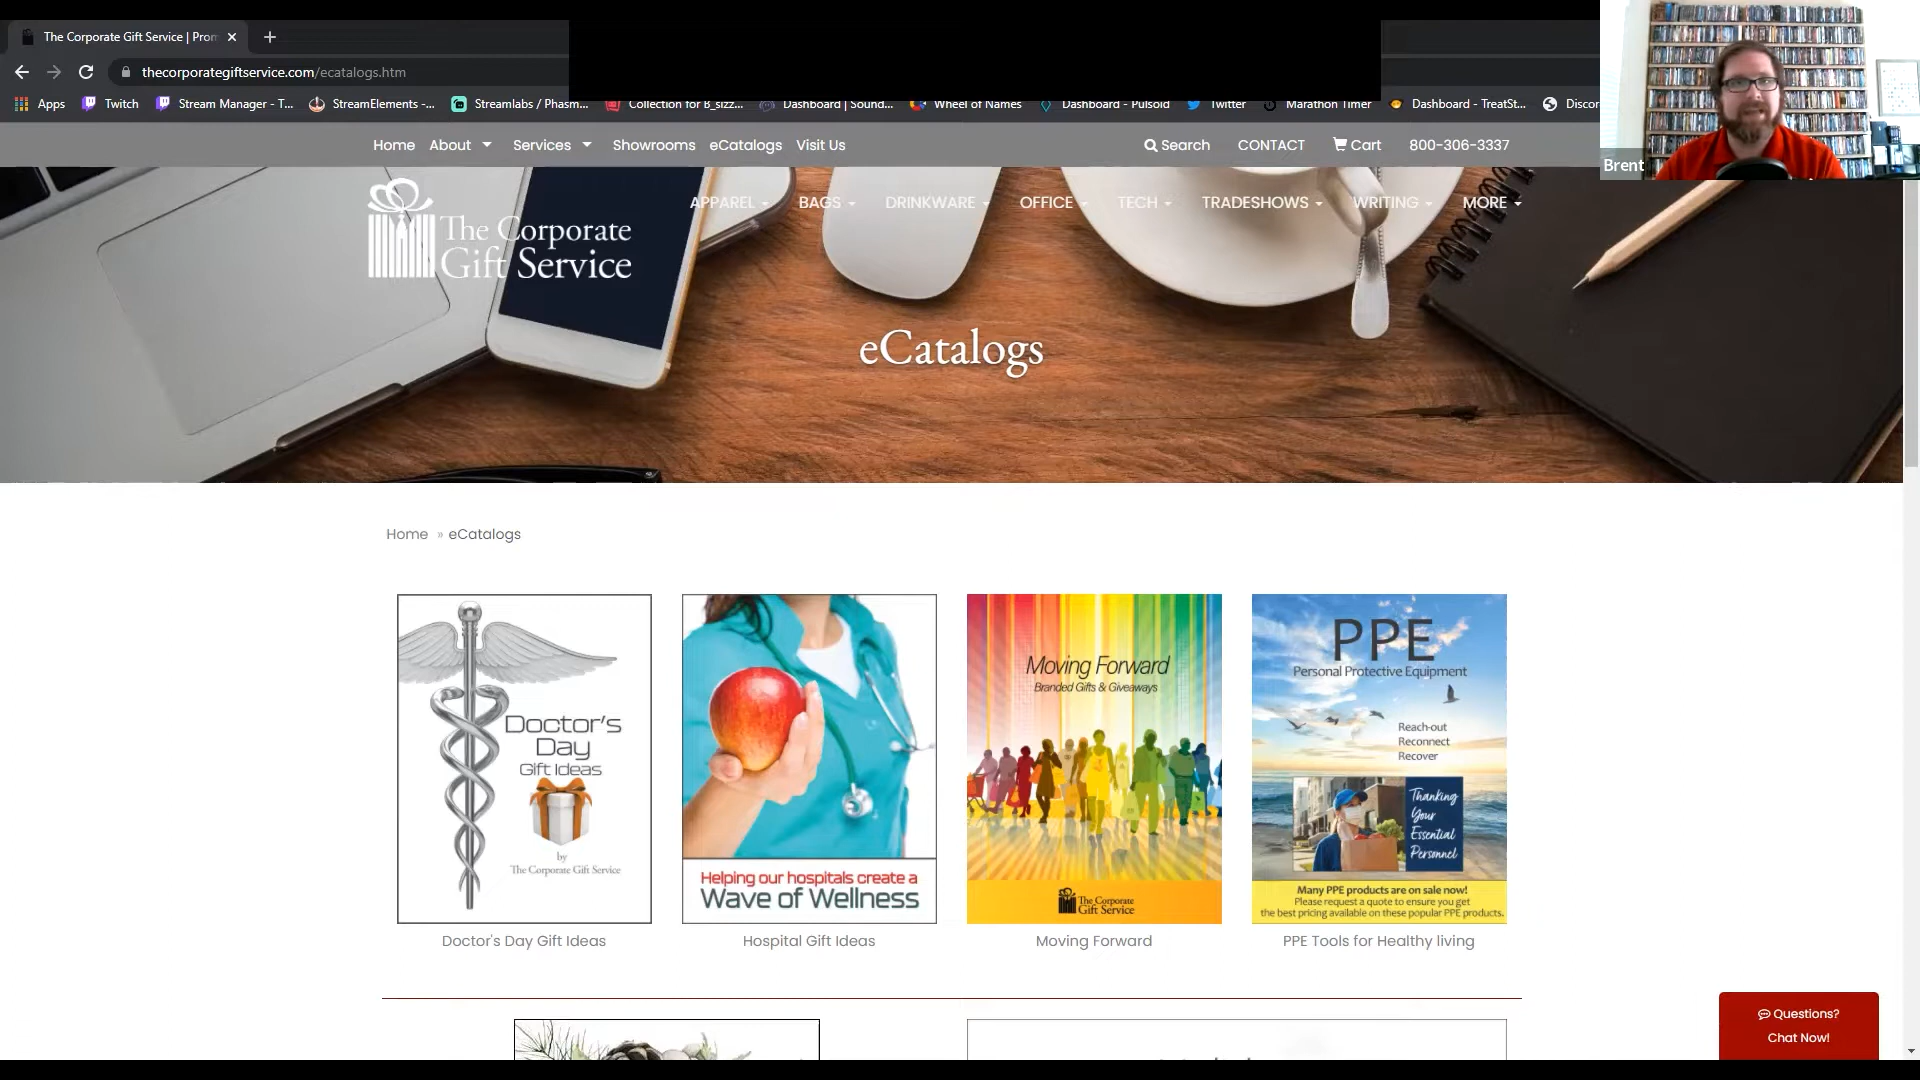 The Corporate Gift Service | Pron
thecorporategiftservice.com/ecatalogs.htm
Apps
Twitch
Stream Manager - T...
StreamElements -...
Streamlabs / Phasm...
Collection for B_sizz...
Dashboard | Sound...
Wheel of Names
Dashboard - Pulsoid
Twitter
Marathon Timer
Dashboard - TreatSt...
Discor
Brent
Home
About
Services
Showrooms
eCatalogs
Visit Us
Search
CONTACT
Cart
800-306-3337
APPAREL
BAGS
DRINKWARE
OFFICE
TECH
TRADESHOWS
WRITING
MORE
The Corporate
Gift Service
eCatalogs
Home » eCatalogs
Doctor's
Day
Gift Ideas
by
The Corporate Gift Service
Doctor's Day Gift Ideas
Helping our hospitals create a
Wave of Wellness
Hospital Gift Ideas
Moving Forward
Branded Gifts & Giveaways
The Corporate
Gift Service
Moving Forward
PPE
Personal Protective Equipment
Reach-out
Reconnect
Recover
Thanking
Your
Essential
Personnel
Many PPE products are on sale now!
Please request a quote to ensure you get
the best pricing available on these popular PPE products.
PPE Tools for Healthy living
Questions?
Chat Now!